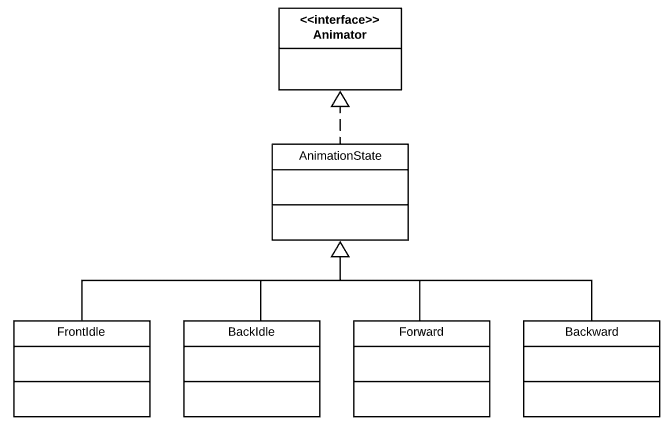 <<interface>>
Animator
AnimationState
FrontIdle
BackIdle
Forward
Backward